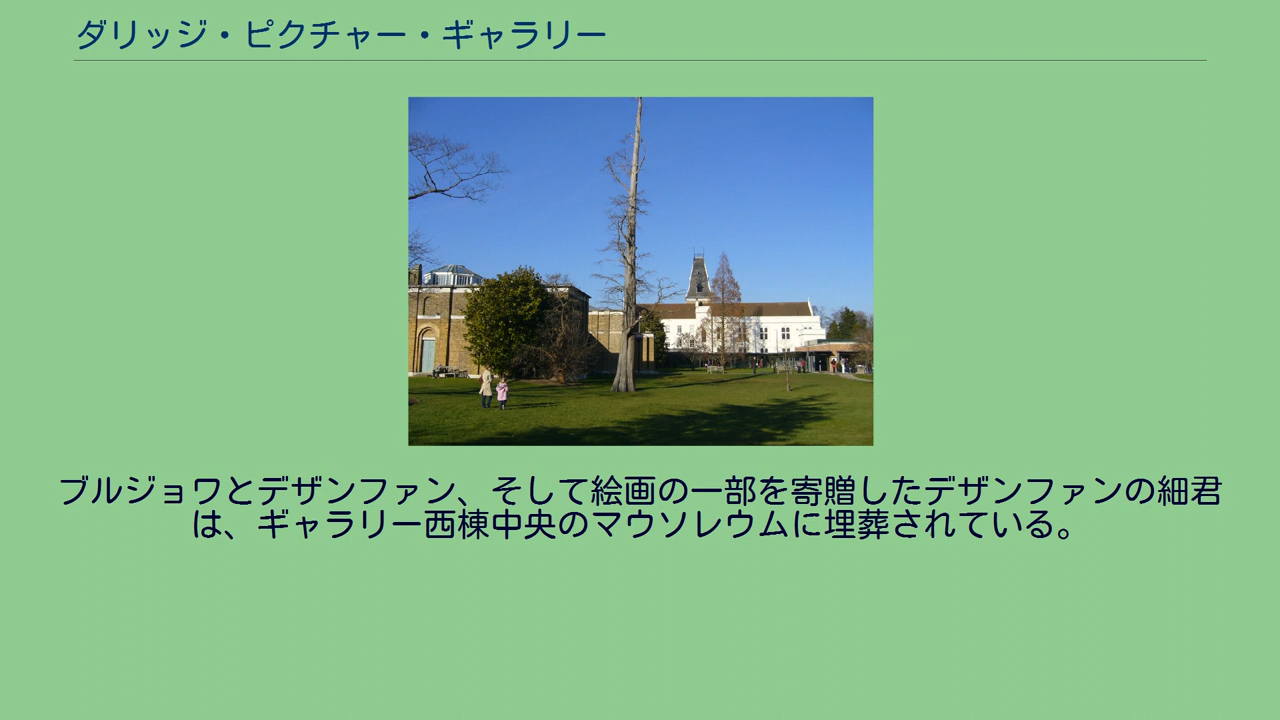 ダリッジ・ピクチャー・ギャラリー
ブルジョワとデザンファン、そして絵画の一部を寄贈したデザンファンの細君
は、ギャラリー西棟中央のマウソレウムに埋葬されている。